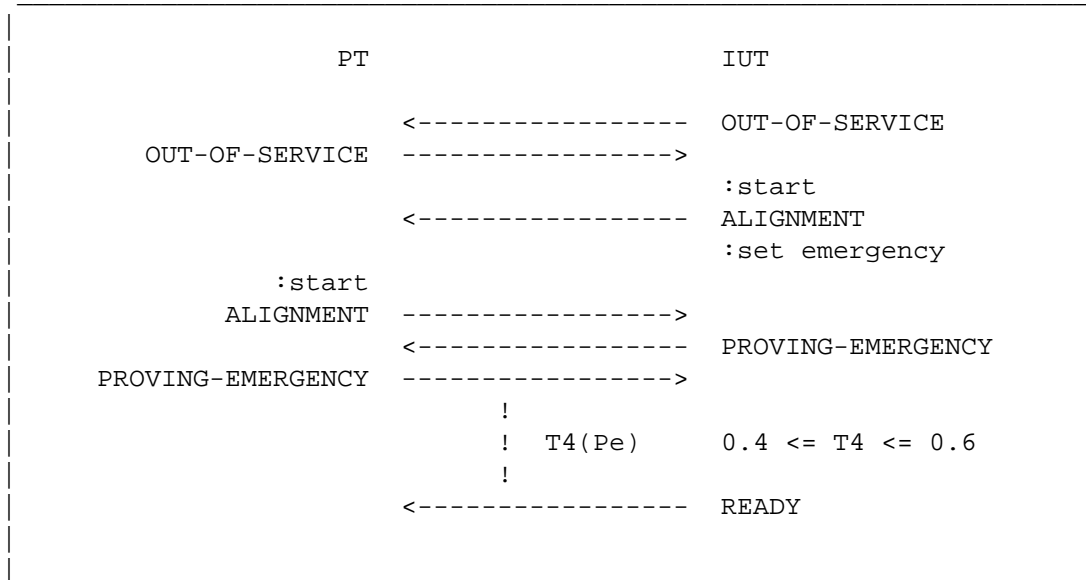 PT                    IUT
<----------------- OUT-OF-SERVICE
OUT-OF-SERVICE ----------------->
:start
<----------------- ALIGNMENT
:set emergency
:start
ALIGNMENT ----------------->
<----------------- PROVING-EMERGENCY
PROVING-EMERGENCY ----------------->
!
! T4(Pe) 0.4 <= T4 <= 0.6
!
<----------------- READY